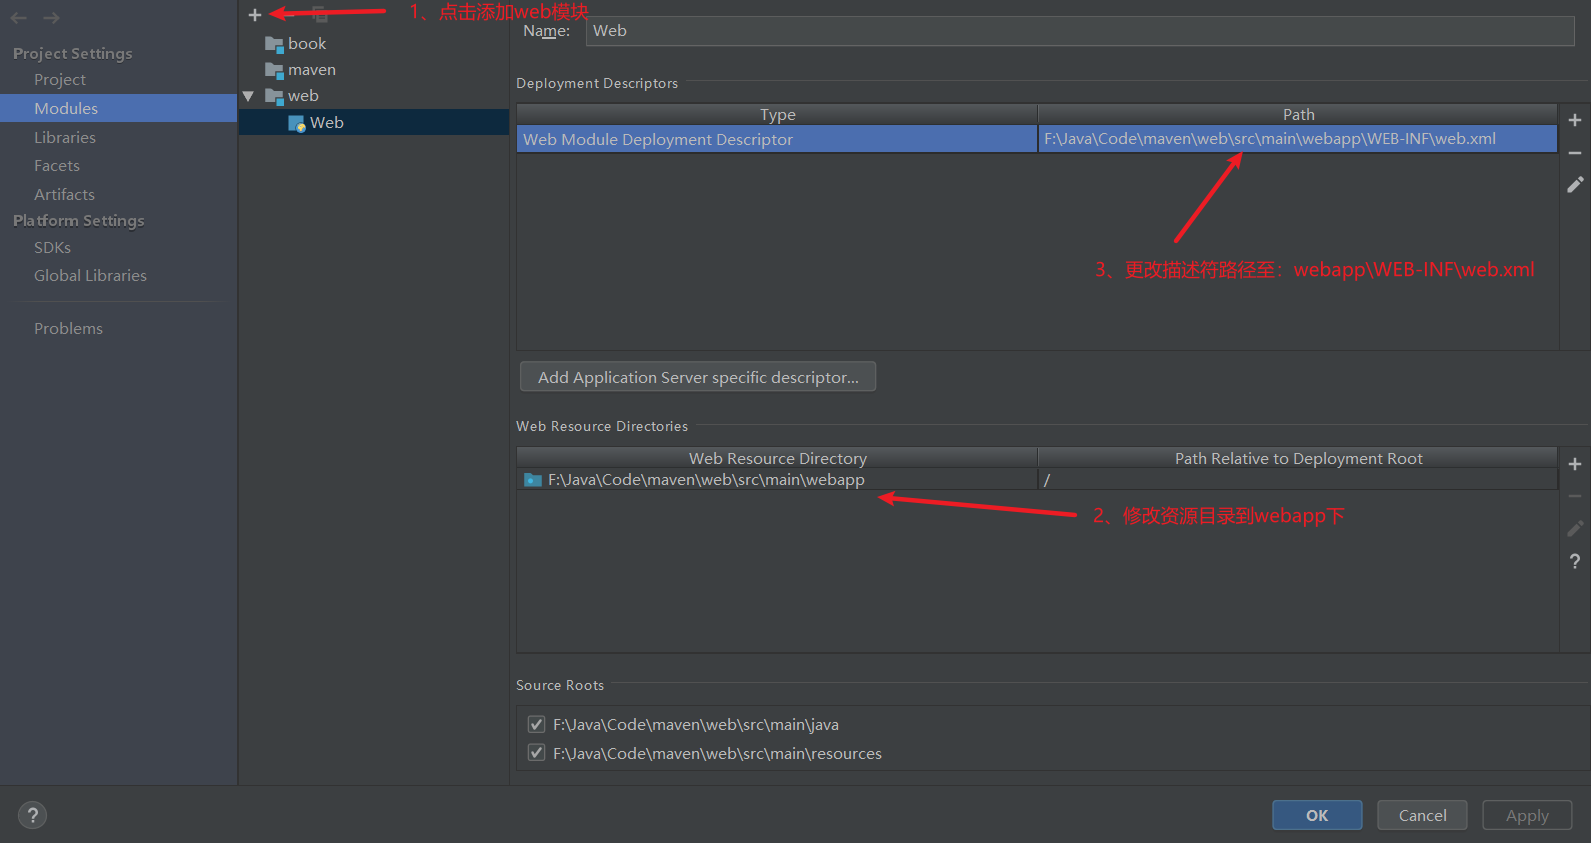 1、点击添加web模块
Project Settings
Project
Modules
Libraries
Facets
Artifacts
Platform Settings
SDKs
Global Libraries
Problems
book
maven
web
Web
Name:
Web
Deployment Descriptors
Type
Path
Web Module Deployment Descriptor
F:\Java\Code\maven\web\src\main\webapp\WEB-INF\web.xml
3、更改描述符路径至：webapp\WEB-INF\web.xml
Add Application Server specific descriptor...
Web Resource Directories
Web Resource Directory
Path Relative to Deployment Root
F:\Java\Code\maven\web\src\main\webapp
/
2、修改资源目录到webapp下
?
Source Roots
F:\Java\Code\maven\web\src\main\java
F:\Java\Code\maven\web\src\main\resources
?
OK
Cancel
Apply